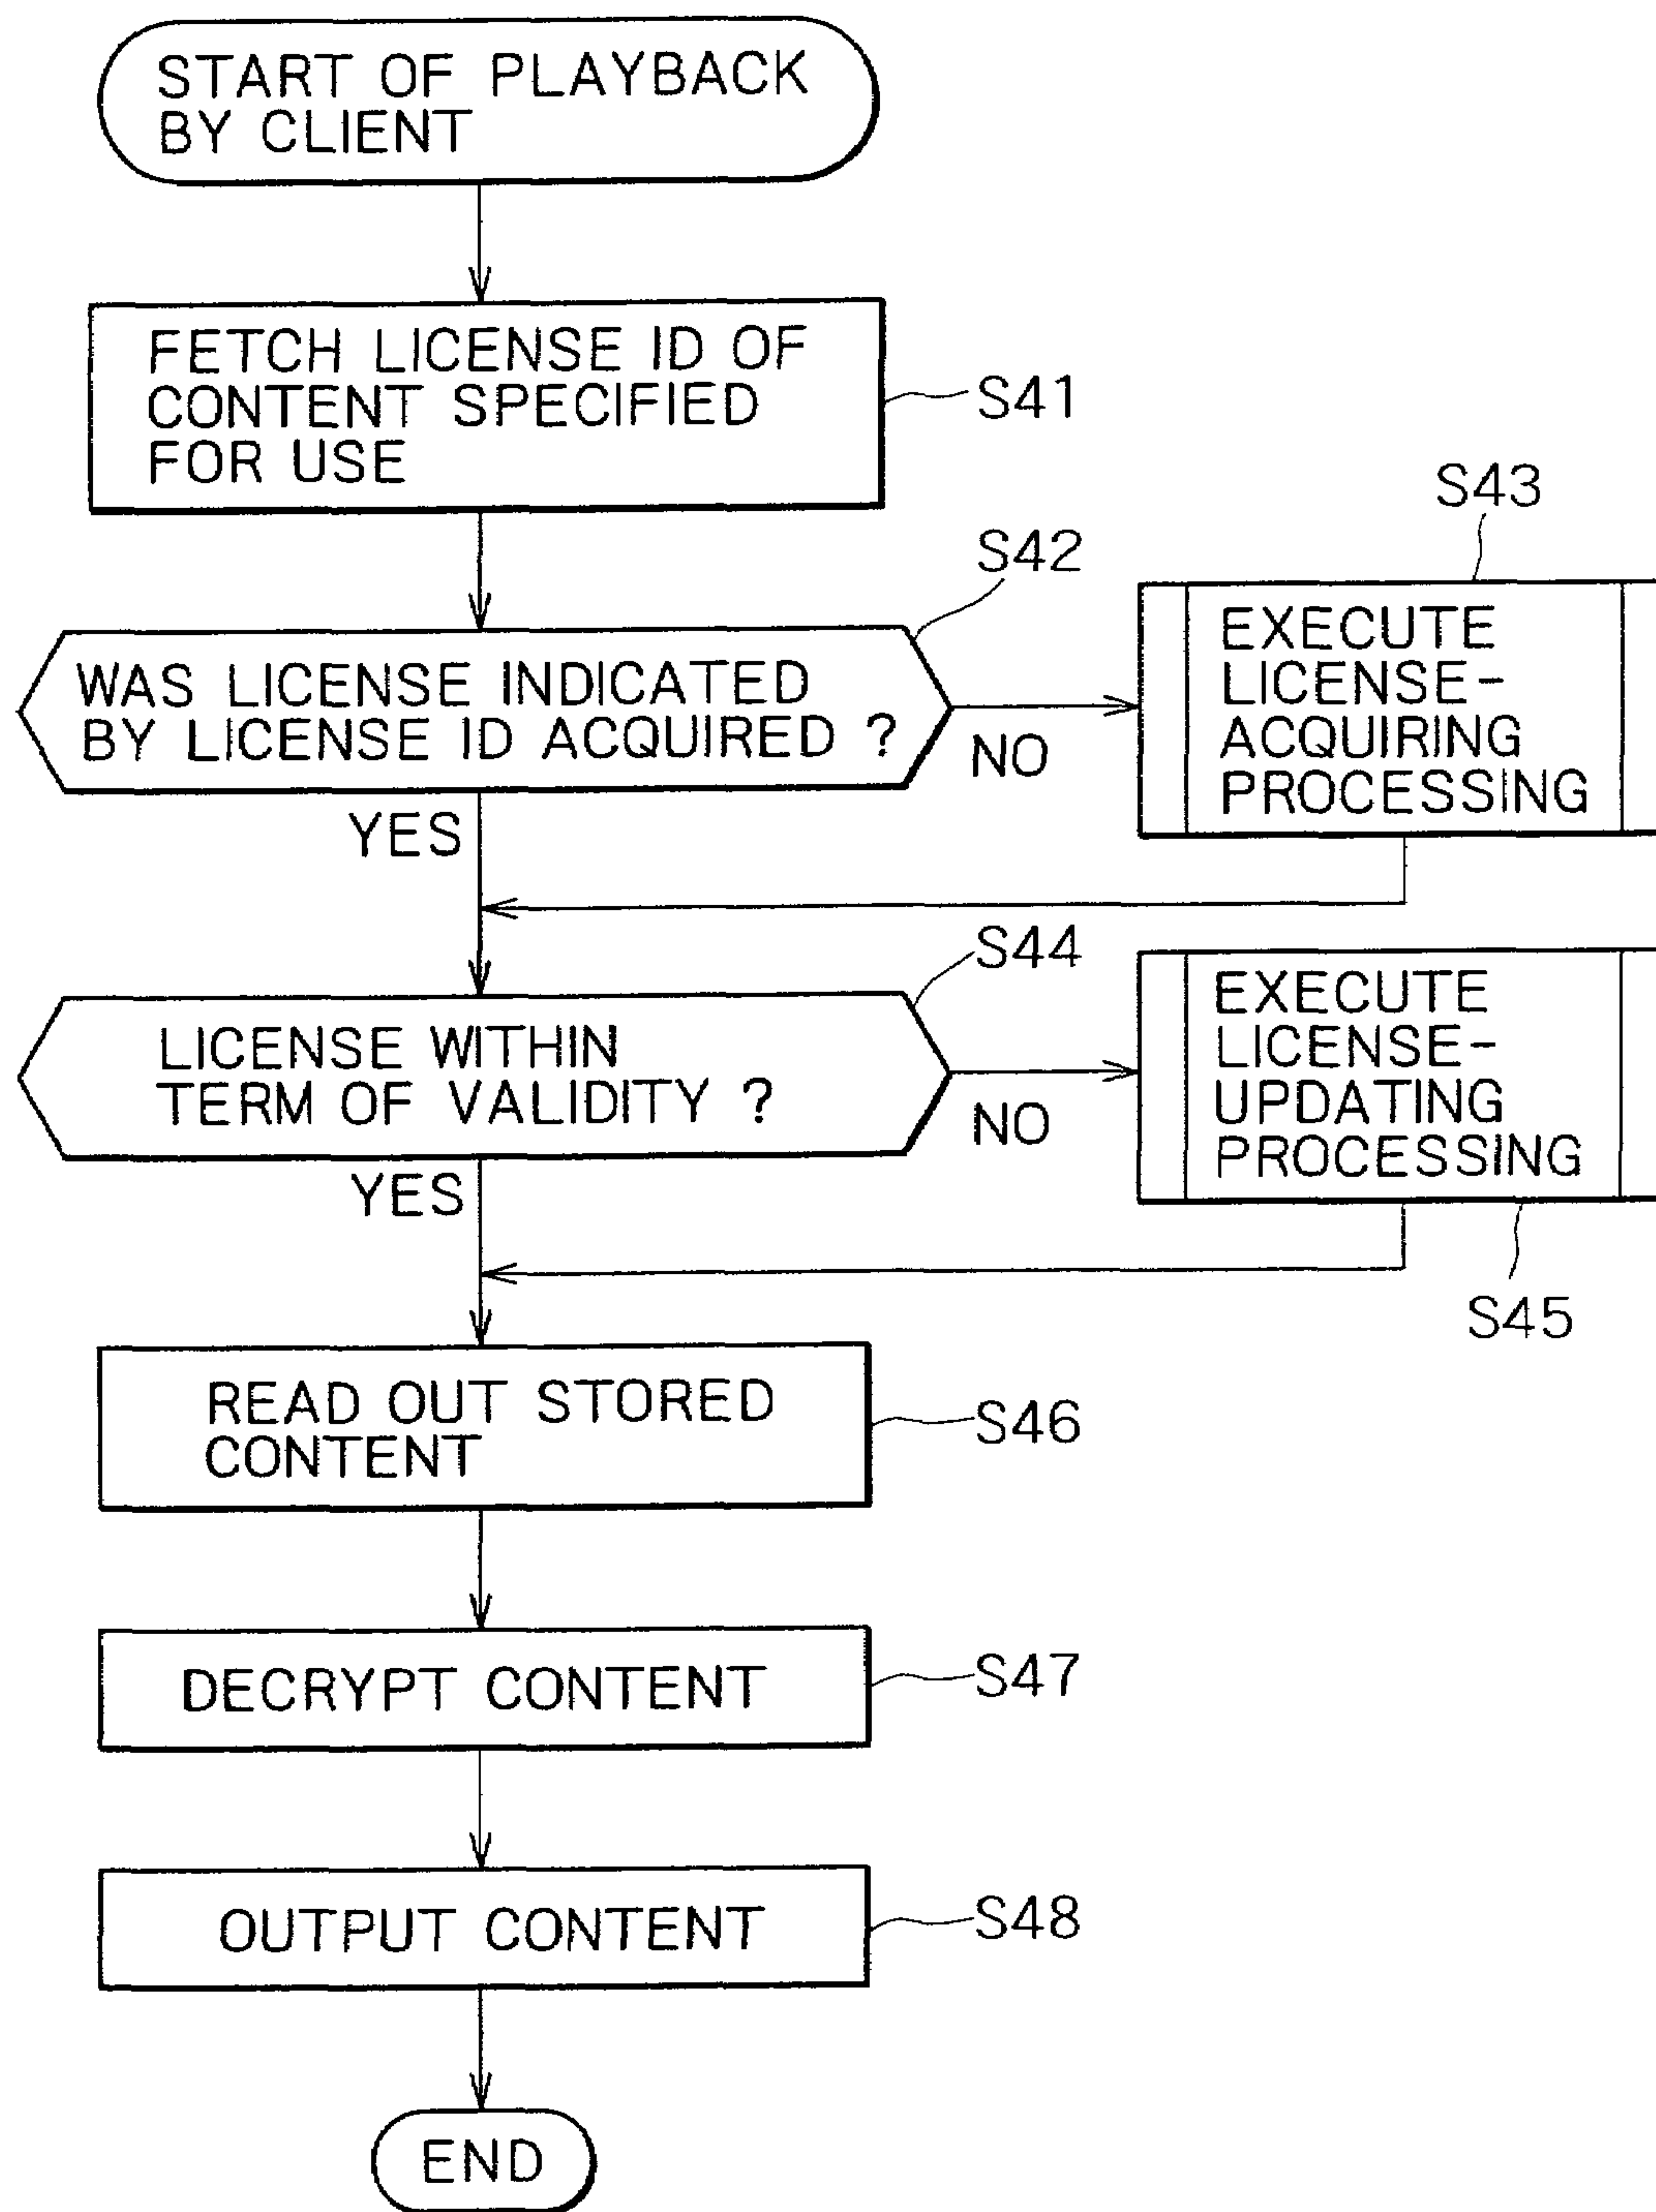 START OF PLAYBACK
BY CLIENT
FETCH LICENSE ID OF
CONTENT SPECIFIED
FOR USE
S41
S42
WAS LICENSE INDICATED
BY LICENSE ID ACQUIRED ?
NO
YES
S43
EXECUTE
LICENSE-
ACQUIRING
PROCESSING
S44
LICENSE WITHIN
TERM OF VALIDITY ?
NO
YES
EXECUTE
LICENSE-
UPDATING
PROCESSING
S45
READ OUT STORED
CONTENT
S46
DECRYPT CONTENT
S47
OUTPUT CONTENT
S48
END